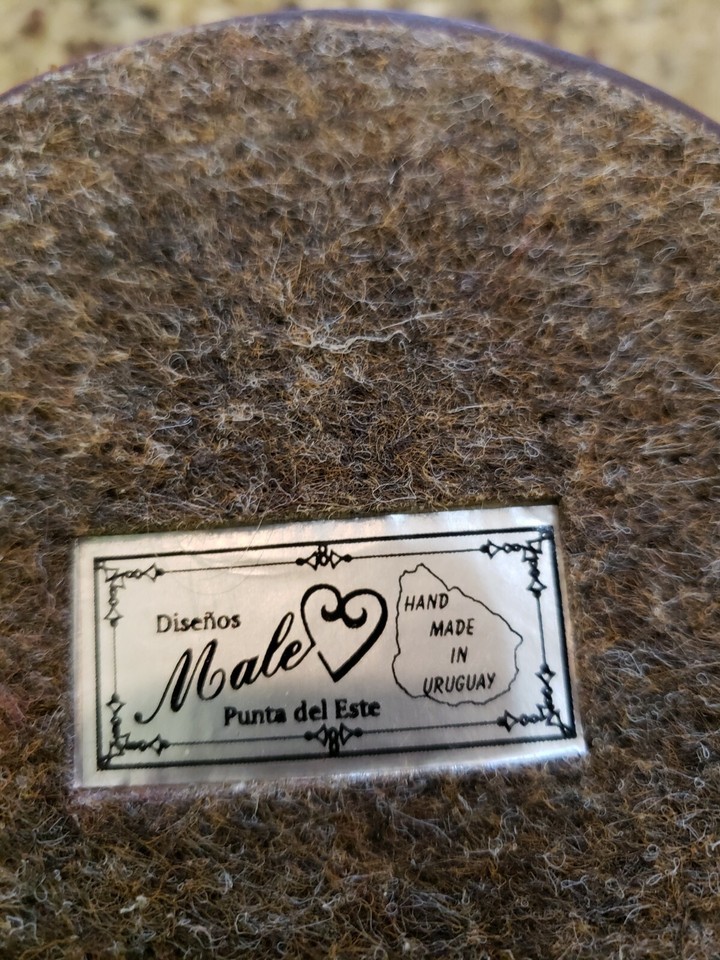 Diseños
Male
Punta del Este
HAND
MADE
IN
URUGUAY